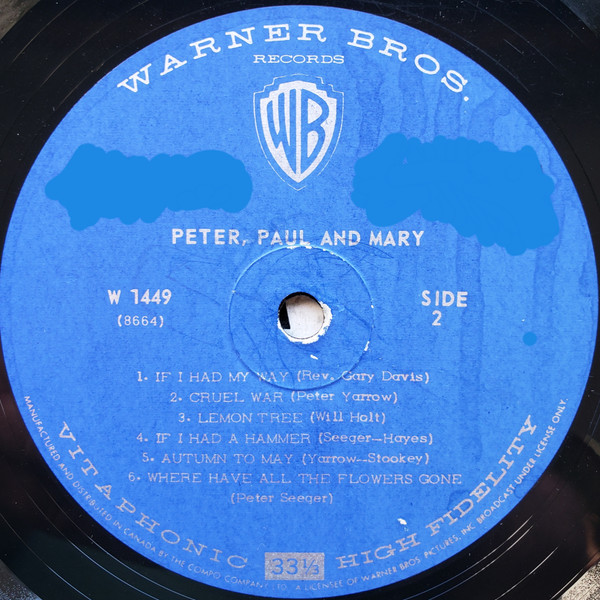 WARNER BROS.
RECORDS
WB
PETER, PAUL AND MARY
W 1449
(8664)
SIDE
2
1. IF I HAD MY WAY (Rev. Gary Davis)
2. CRUEL WAR (Peter Yarrow)
3. LEMON TREE (Will Holt)
4. IF I HAD A HAMMER (Seeger—Hayes)
5. AUTUMN TO MAY (Yarrow—Stookey)
6. WHERE HAVE ALL THE FLOWERS GONE
(Peter Seeger)
VITAPHONIC 33 1/3 HIGH FIDELITY
MANUFACTURED AND DISTRIBUTED IN CANADA BY THE COMPO COMPANY LTD. A LICENSEE OF WARNER BROS PICTURES, INC. BROADCAST UNDER LICENSE ONLY.